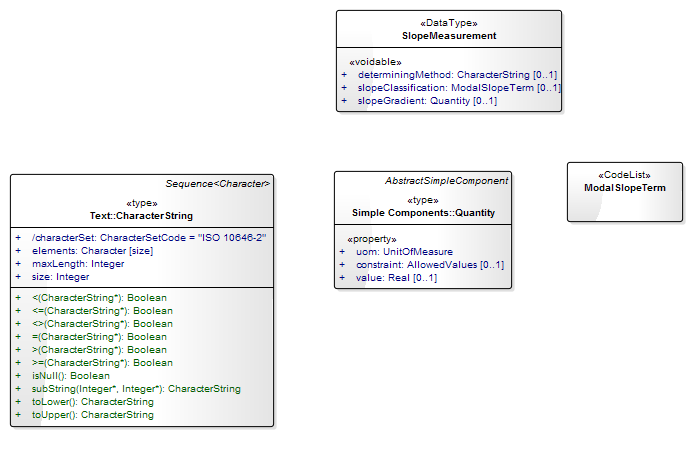 «DataType»
SlopeMeasurement
«voidable»
+ determiningMethod: CharacterString [0..1]
+ slopeClassification: ModalSlopeTerm [0..1]
+ slopeGradient: Quantity [0..1]
Sequence<Character>
«type»
Text::CharacterString
+ /characterSet: CharacterSetCode = "ISO 10646-2"
+ elements: Character [size]
+ maxLength: Integer
+ size: Integer
+ <(CharacterString*): Boolean
+ <=(CharacterString*): Boolean
+ <>(CharacterString*): Boolean
+ =(CharacterString*): Boolean
+ >(CharacterString*): Boolean
+ >=(CharacterString*): Boolean
+ isNull(): Boolean
+ subString(Integer*, Integer*): CharacterString
+ toLower(): CharacterString
+ toUpper(): CharacterString
AbstractSimpleComponent
«type»
Simple Components::Quantity
«property»
+ uom: UnitOfMeasure
+ constraint: AllowedValues [0..1]
+ value: Real [0..1]
«CodeList»
ModalSlopeTerm